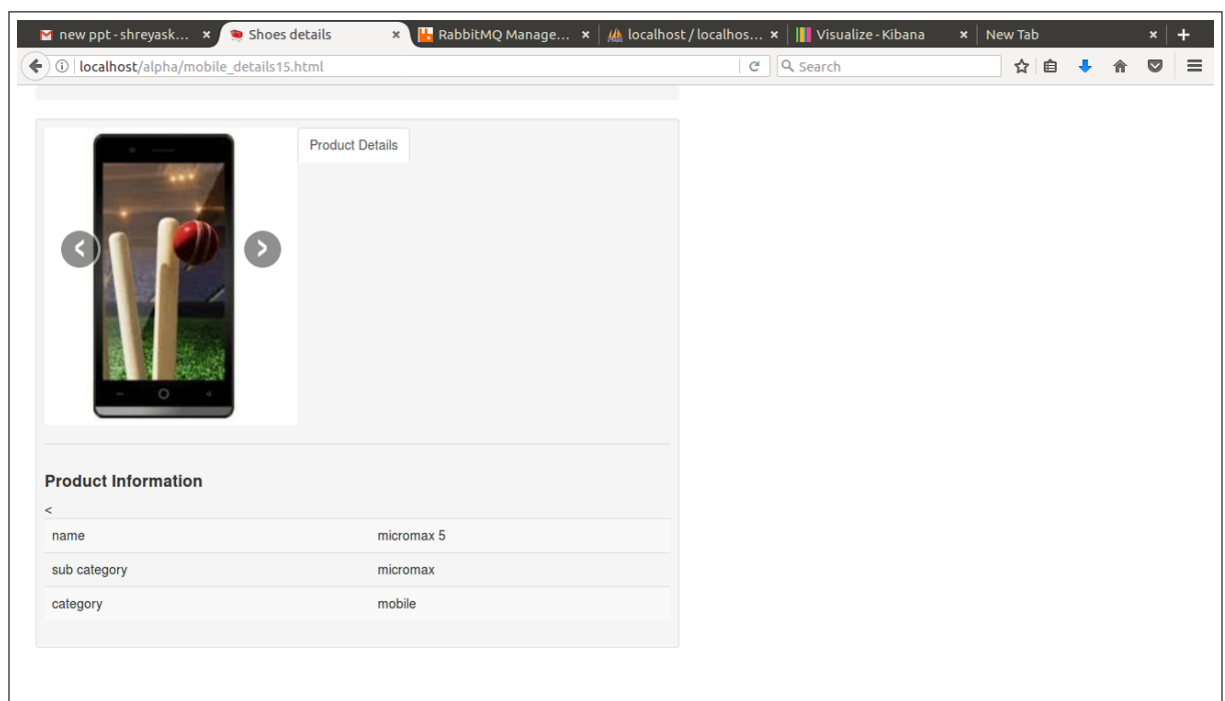 new ppt - shreyask... × Shoes details × RabbitMQ Manage... × localhost / localhos... × Visualize - Kibana × New Tab × +
localhost/alpha/mobile_details15.html Search
Product Details
Product Information
<
name micromax 5
sub category micromax
category mobile